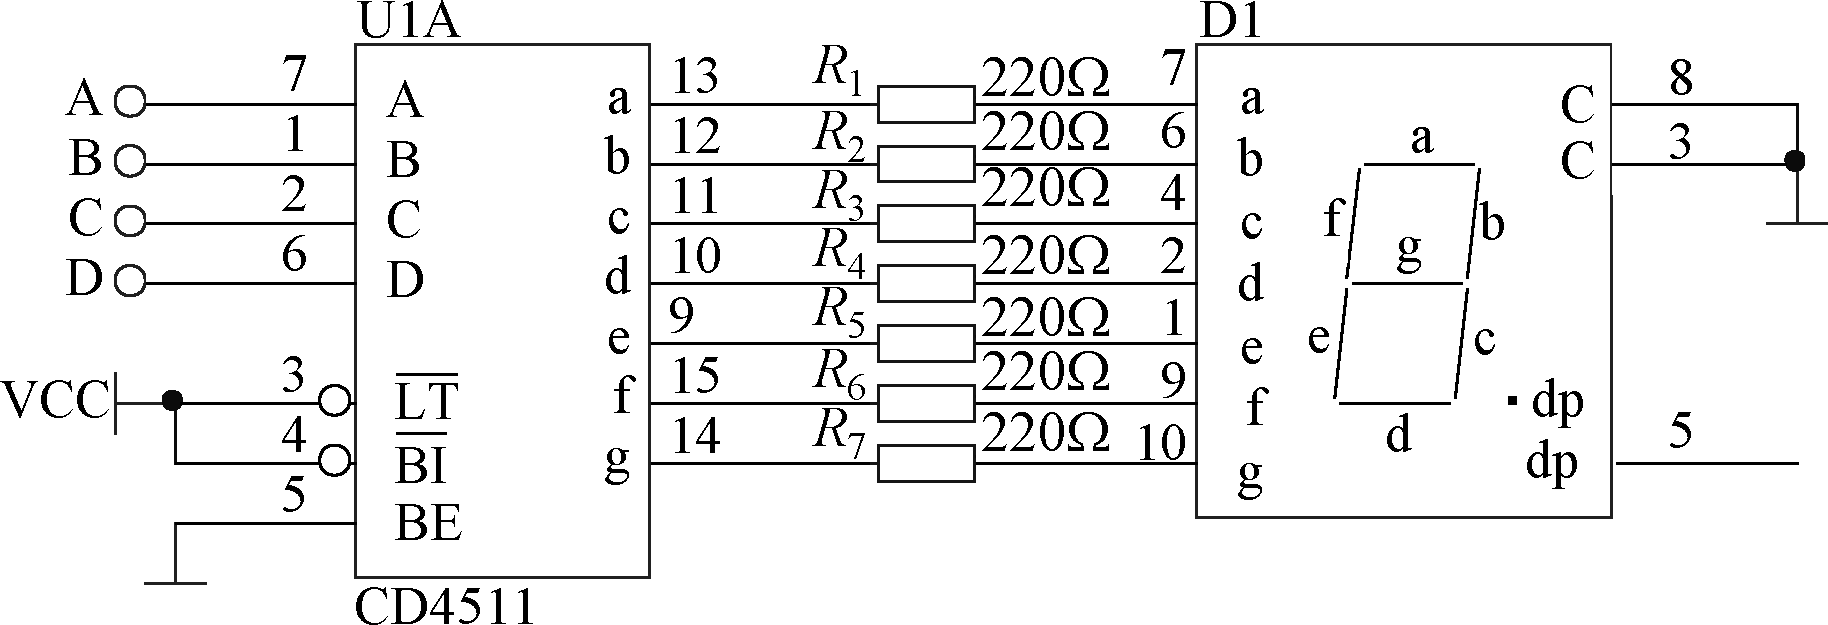 U1A D1
A 7 A a 13 R1 220Ω 7 a C 8
B 1 B b 12 R2 220Ω 6 b C 3
C 2 C c 11 R3 220Ω 4 c
D 6 D d 10 R4 220Ω 2 d
e 9 R5 220Ω 1 e
VCC 3 L̅T̅ f 15 R6 220Ω 9 f
4 B̅I̅ g 14 R7 220Ω 10 g
5 BE
a
f b
g
e c
d
dp
dp 5
CD4511